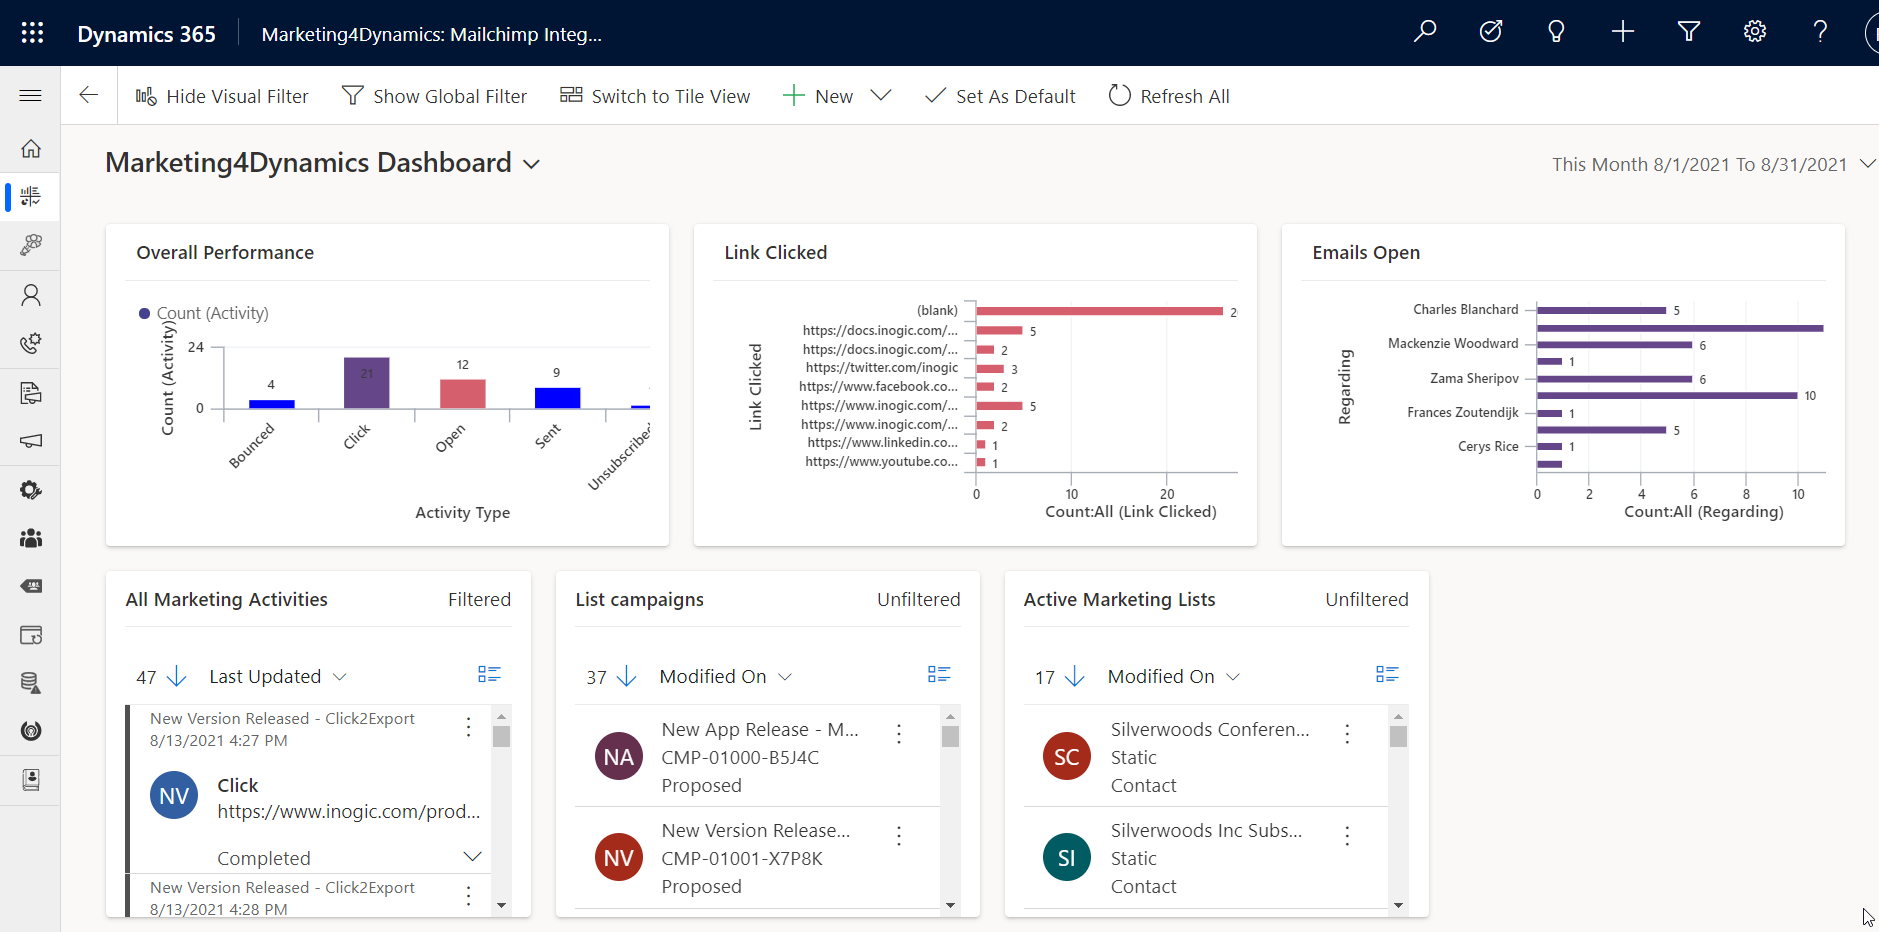 Dynamics 365
Marketing4Dynamics: Mailchimp Integ...
Hide Visual Filter
Show Global Filter
Switch to Tile View
New
Set As Default
Refresh All
Marketing4Dynamics Dashboard
This Month 8/1/2021 To 8/31/2021
Overall Performance
Count (Activity)
Count (Activity)
24
0
4
21
12
9
Bounced
Click
Open
Sent
Unsubscribed
Activity Type
Link Clicked
Link Clicked
(blank)
https://docs.inogic.com/... 5
https://docs.inogic.com/... 2
https://twitter.com/inogic 3
https://www.facebook.co... 2
https://www.inogic.com/... 5
https://www.inogic.com/... 2
https://www.linkedin.co... 1
https://www.youtube.co... 1
0 10 20
Count:All (Link Clicked)
Emails Open
Regarding
Charles Blanchard 5
Mackenzie Woodward 6
1
Zama Sheripov 6
10
Frances Zoutendijk 1
5
Cerys Rice 1
0 2 4 6 8 10
Count:All (Regarding)
All Marketing Activities
Filtered
47
Last Updated
New Version Released - Click2Export
8/13/2021 4:27 PM
NV
Click
https://www.inogic.com/prod...
Completed
New Version Released - Click2Export
8/13/2021 4:28 PM
List campaigns
Unfiltered
37
Modified On
NA
New App Release - M...
CMP-01000-B5J4C
Proposed
NV
New Version Release...
CMP-01001-X7P8K
Proposed
Active Marketing Lists
Unfiltered
17
Modified On
SC
Silverwoods Conferen...
Static
Contact
SI
Silverwoods Inc Subs...
Static
Contact